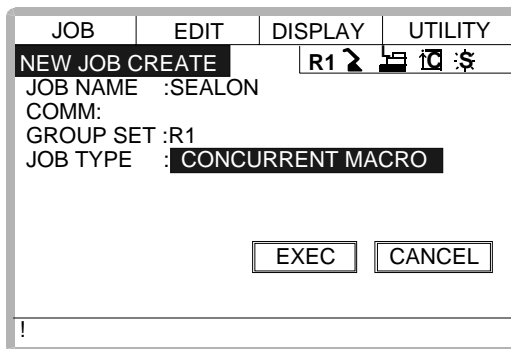 JOB EDIT DISPLAY UTILITY
NEW JOB CREATE R1 C S
JOB NAME :SEALON
COMM:
GROUP SET :R1
JOB TYPE : CONCURRENT MACRO
EXEC CANCEL
!